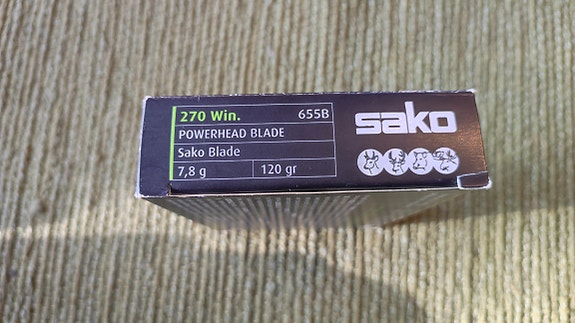 270 Win. 655B
POWERHEAD BLADE
Sako Blade
7,8 g 120 gr
sako